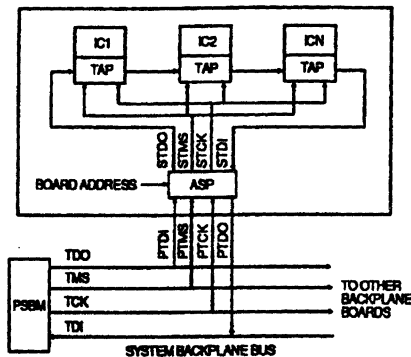 IC1
IC2
ICN
TAP
TAP
TAP
STDO
STMS
STCK
STDI
BOARD ADDRESS
ASP
PTDI
PTMS
PTCK
PTDO
TDO
TMS
TCK
TDI
PSBM
TO OTHER
BACKPLANE
BOARDS
SYSTEM BACKPLANE BUS